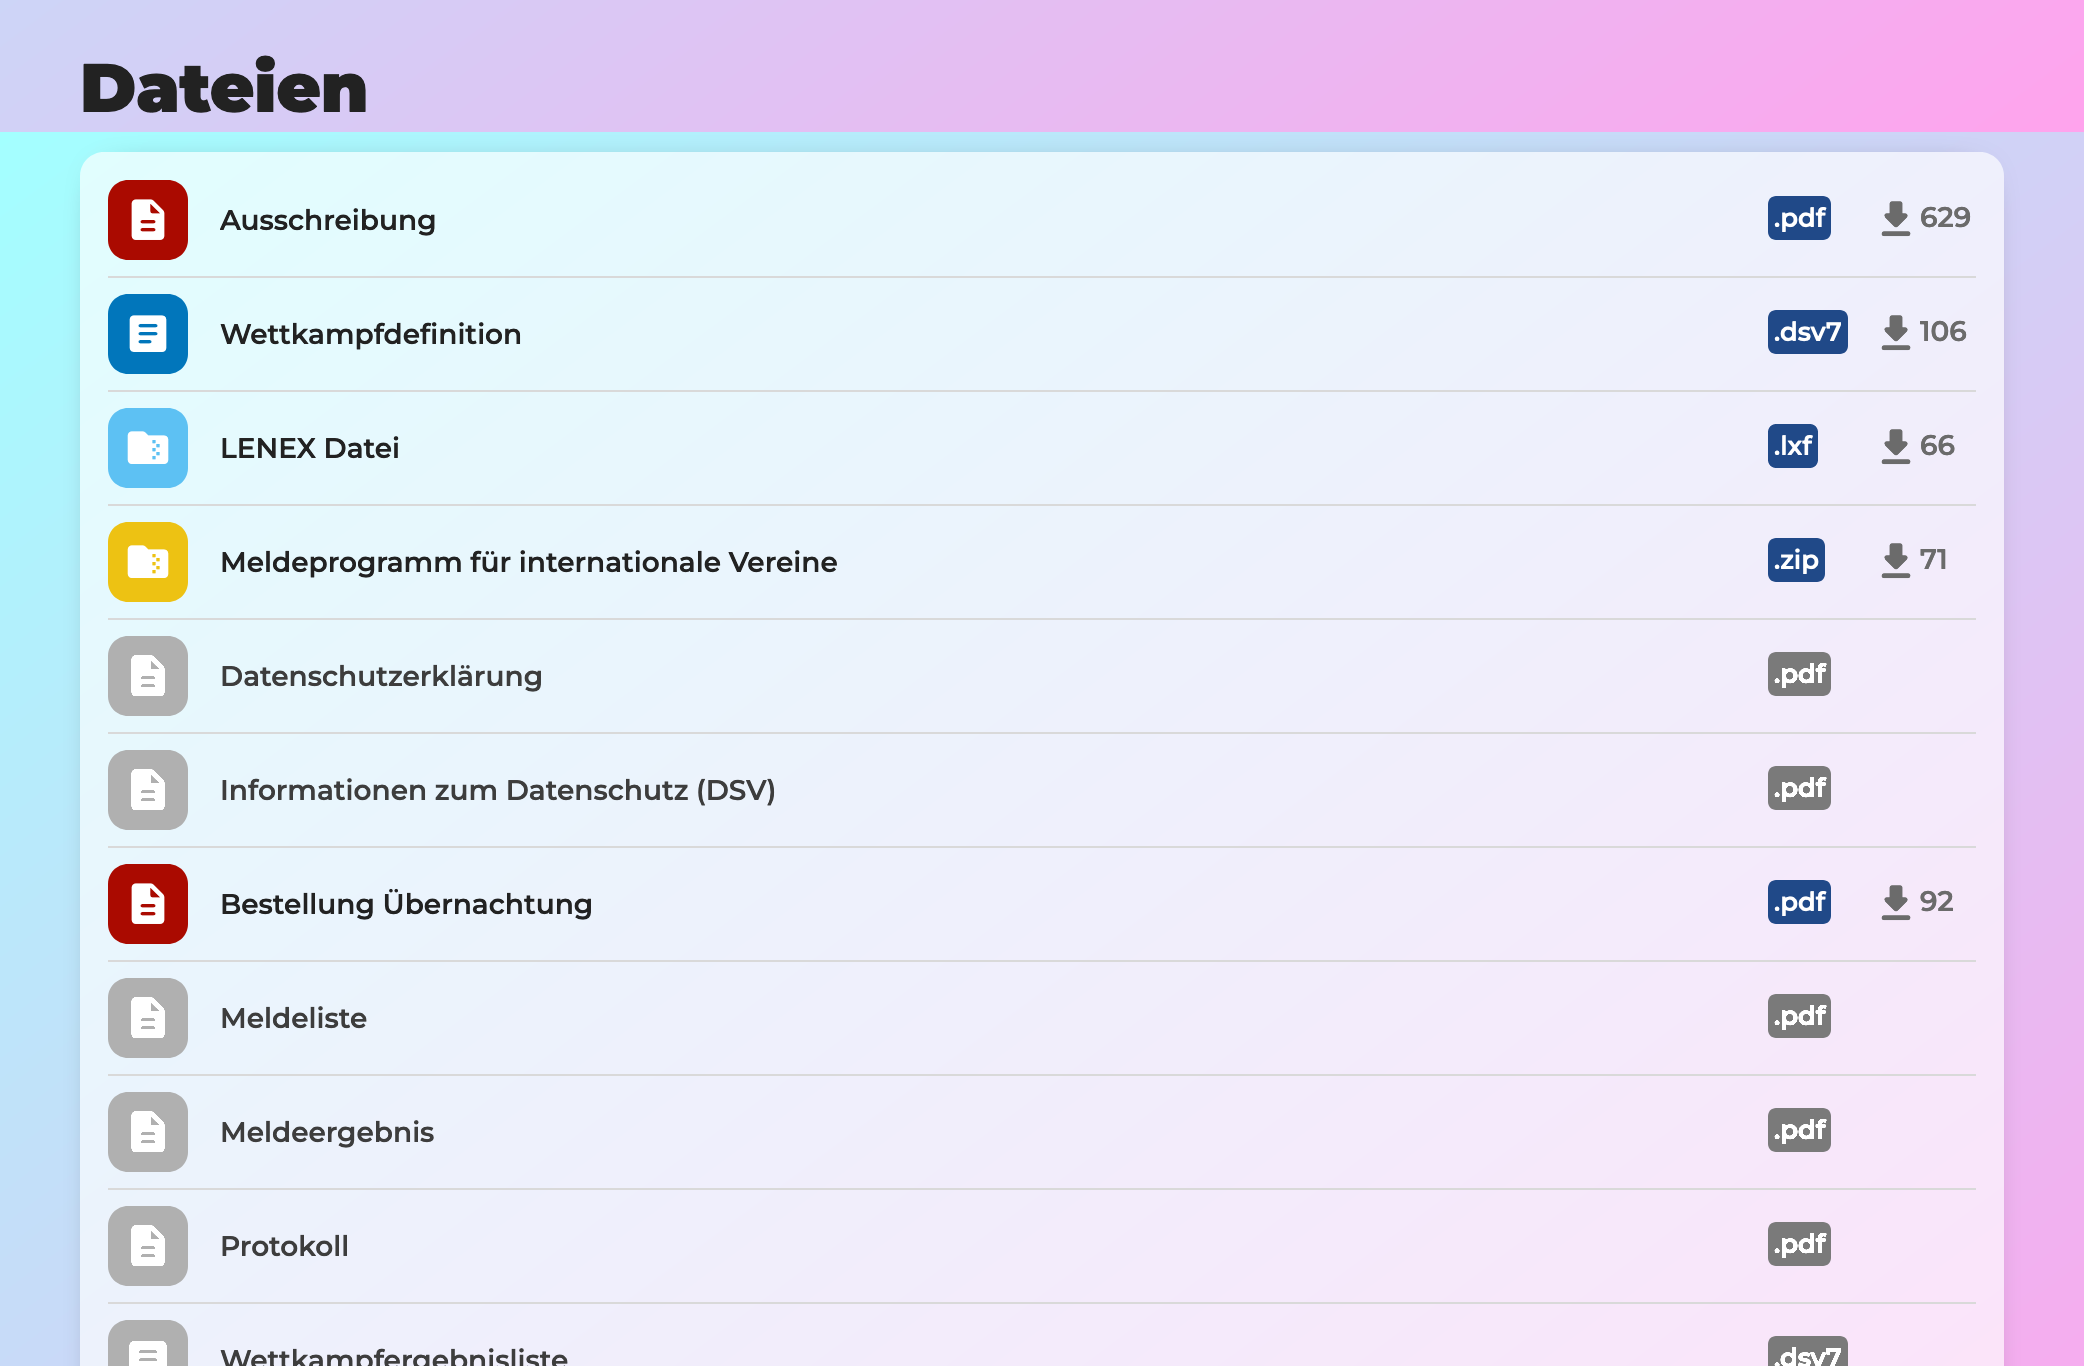 Dateien
Ausschreibung .pdf 629
Wettkampfdefinition .dsv7 106
LENEX Datei .lxf 66
Meldeprogramm für internationale Vereine .zip 71
Datenschutzerklärung .pdf
Informationen zum Datenschutz (DSV) .pdf
Bestellung Übernachtung .pdf 92
Meldeliste .pdf
Meldeergebnis .pdf
Protokoll .pdf
Wettkampfergebnisliste .dsv7